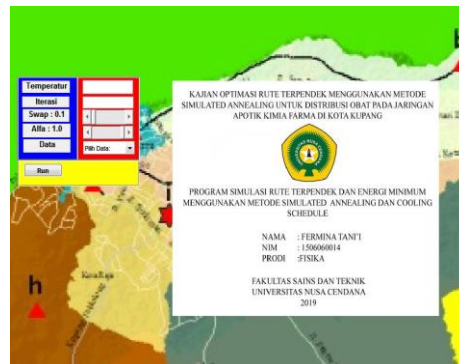 Temperatur
Iterasi
Swap : 0.1
Alfa : 1.0
Data
Pilih Data:
Run
KAJIAN OPTIMASI RUTE TERPENDEK MENGGUNAKAN METODE
SIMULATED ANNEALING UNTUK DISTRIBUSI OBAT PADA JARINGAN
APOTIK KIMIA FARMA DI KOTA KUPANG
PROGRAM SIMULASI RUTE TERPENDEK DAN ENERGI MINIMUM
MENGGUNAKAN METODE SIMULATED ANNEALING DAN COOLING
SCHEDULE
NAMA : FERMINA TANI'I
NIM : 1506060014
PRODI :FISIKA
FAKULTAS SAINS DAN TEKNIK
UNIVERSITAS NUSA CENDANA
2019
h